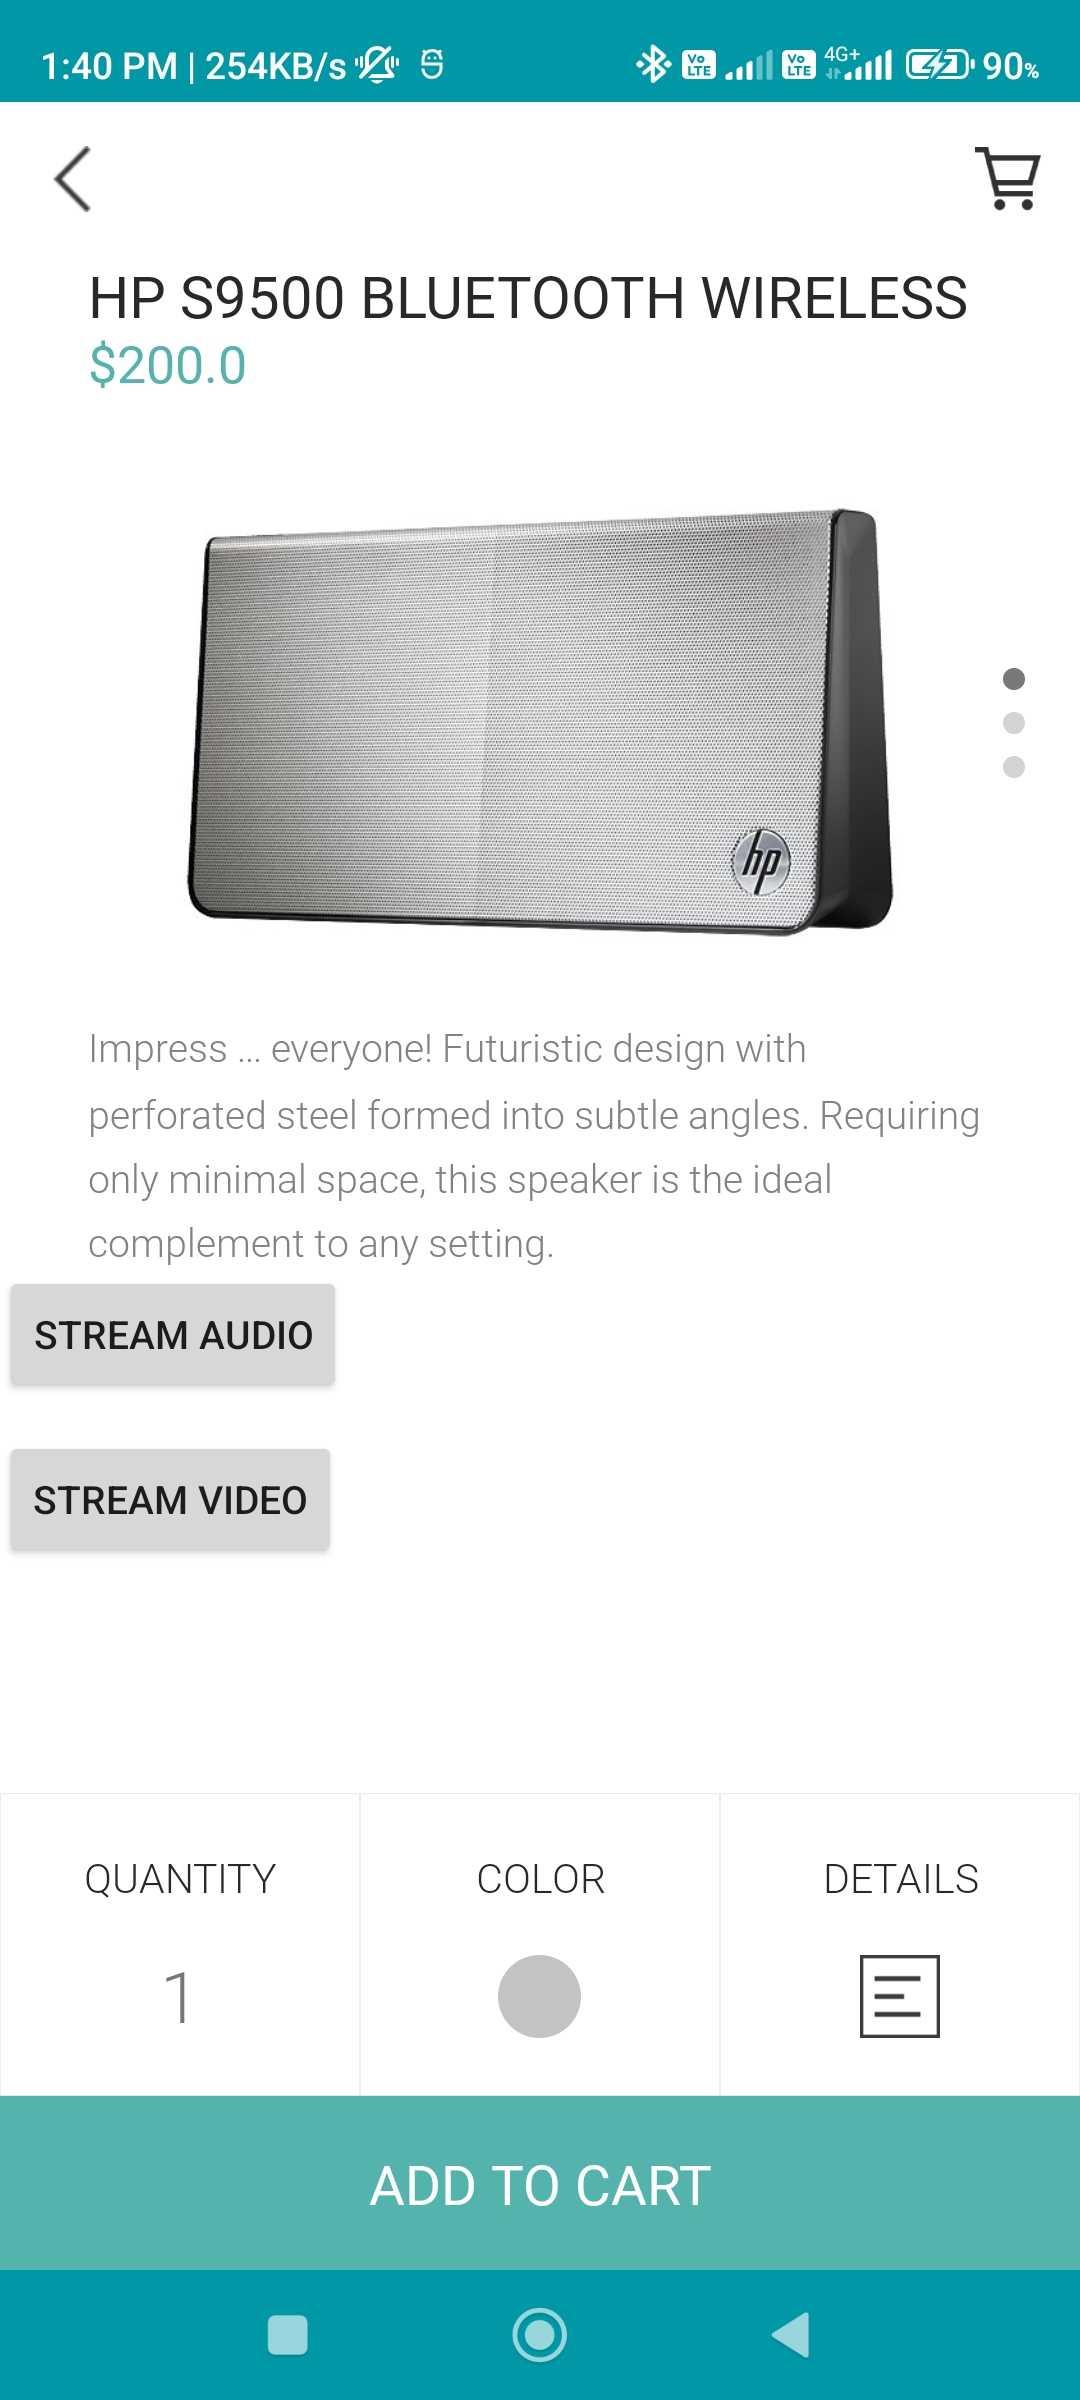 1:40 PM | 254KB/s Vo LTE Vo LTE 4G+ 90%
HP S9500 BLUETOOTH WIRELESS
$200.0
hp
Impress ... everyone! Futuristic design with
perforated steel formed into subtle angles. Requiring
only minimal space, this speaker is the ideal
complement to any setting.
STREAM AUDIO
STREAM VIDEO
QUANTITY COLOR DETAILS
1
ADD TO CART